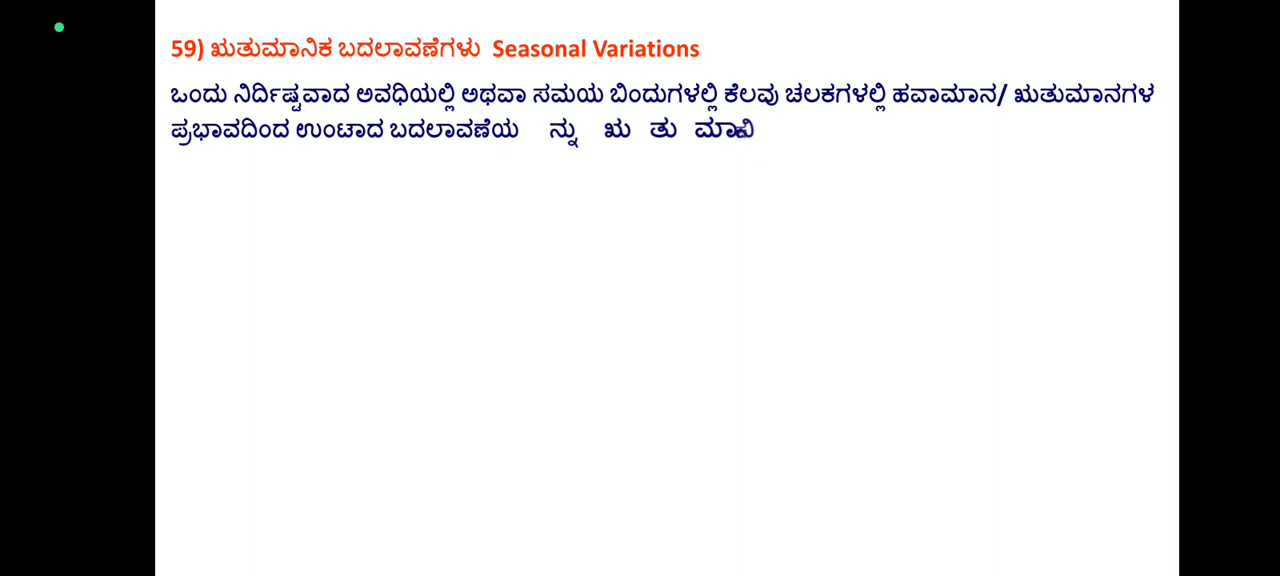 59) ಋತುಮಾನಿಕ ಬದಲಾವಣೆಗಳು Seasonal Variations
ಒಂದು ನಿರ್ದಿಷ್ಟವಾದ ಅವಧಿಯಲ್ಲಿ ಅಥವಾ ಸಮಯ ಬಿಂದುಗಳಲ್ಲಿ ಕೆಲವು ಚಲಕಗಳಲ್ಲಿ ಹವಾಮಾನ/ ಋತುಮಾನಗಳ
ಪ್ರಭಾವದಿಂದ ಉಂಟಾದ ಬದಲಾವಣೆಯ ನ್ನು ಋ ತು ಮಾ